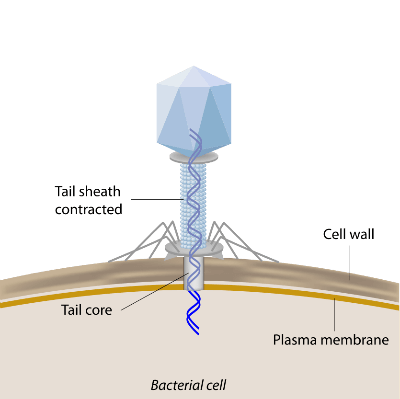 Tail sheath
contracted
Cell wall
Tail core
Plasma membrane
Bacterial cell